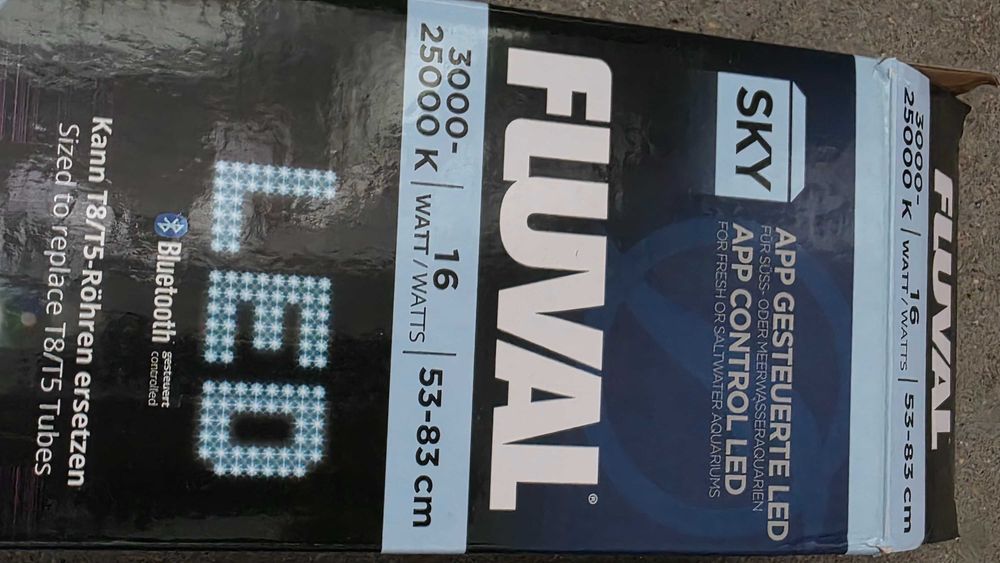 FLUVAL
3000-
25000 K | 16 WATT/WATTS | 53-83 cm
SKY
APP GESTEUERTE LED
FÜR SÜSS- ODER MEERWASSERAQUARIEN
APP CONTROL LED
FOR FRESH OR SALTWATER AQUARIUMS
FLUVAL®
3000-
25000 K | 16 WATT/WATTS | 53-83 cm
LED
Bluetooth gesteuert
controlled
Kann T8/T5-Röhren ersetzen
Sized to replace T8/T5 Tubes